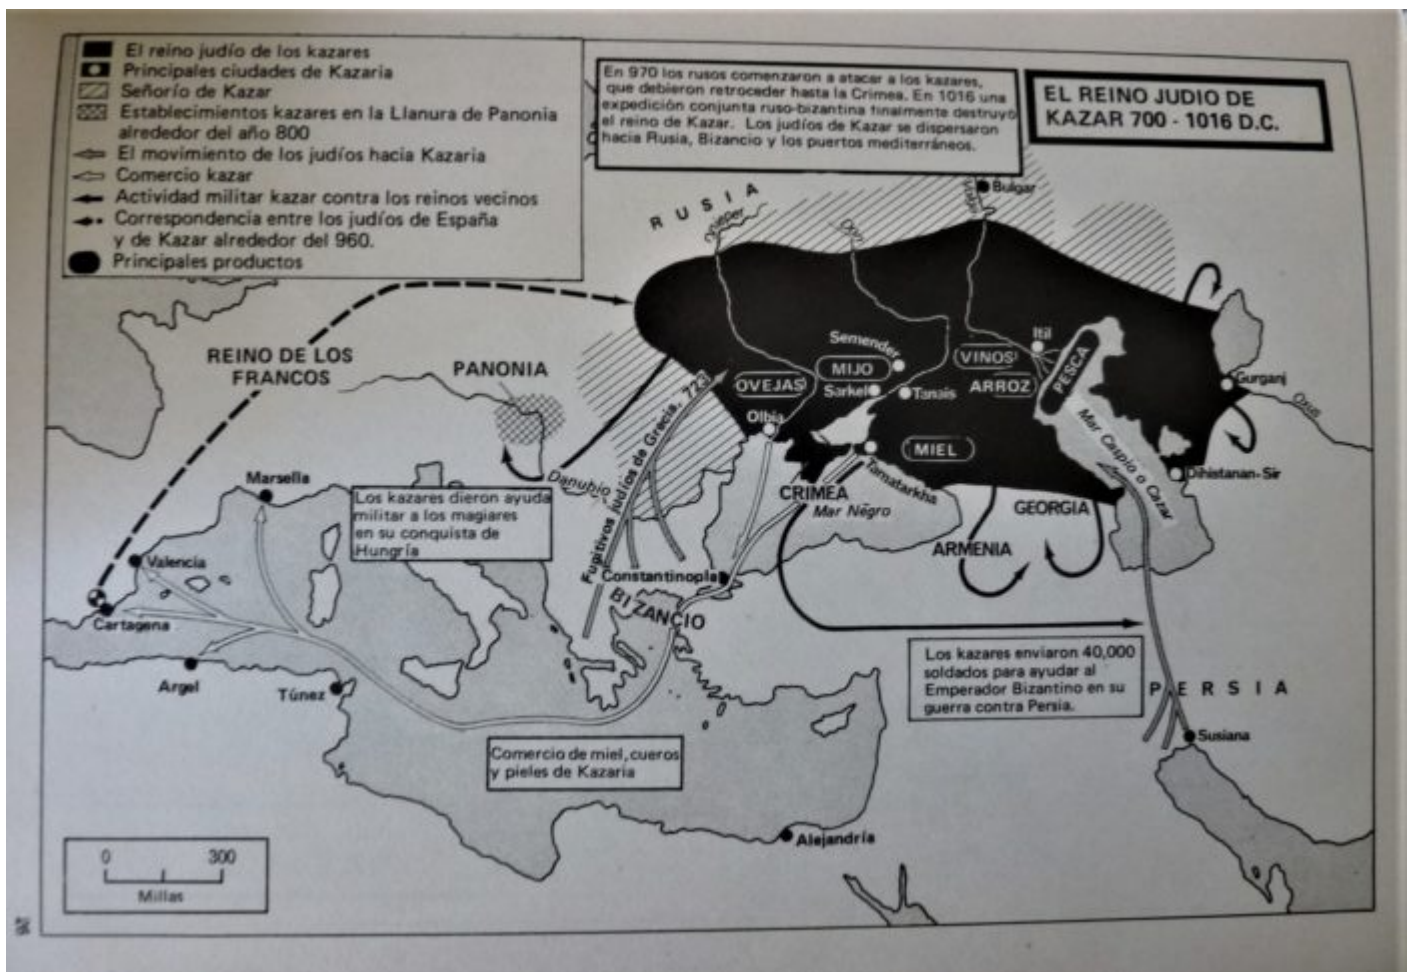 El reino judío de los kazares
Principales ciudades de Kazaria
Señorío de Kazar
Establecimientos kazares en la Llanura de Panonia
alrededor del año 800
El movimiento de los judíos hacia Kazaria
Comercio kazar
Actividad militar kazar contra los reinos vecinos
Correspondencia entre los judíos de España
y de Kazar alrededor del 960.
Principales productos
En 970 los rusos comenzaron a atacar a los kazares,
que debieron retroceder hasta la Crimea. En 1016 una
expedición conjunta ruso-bizantina finalmente destruyó
el reino de Kazar. Los judíos de Kazar se dispersaron
hacia Rusia, Bizancio y los puertos mediterráneos.
EL REINO JUDIO DE
KAZAR 700 - 1016 D.C.
RUSIA
Dnieper
Don
Volga
Bulgar
REINO DE LOS
FRANCOS
PANONIA
Semender
MIJO
Sarkel
Tanais
OVEJAS
Olbia
VINOS
ARROZ
Itil
PESCA
MIEL
Gurganj
Oxus
Mar Caspio o Cazar
Dihistanan-Sir
Tamatarkha
CRIMEA
Mar Negro
GEORGIA
ARMENIA
Danubio
Fugitivos judíos de Grecia, 723
Marsella
Los kazares dieron ayuda
militar a los magiares
en su conquista de
Hungría
Valencia
Cartagena
Argel
Túnez
Constantinopla
BIZANCIO
Los kazares enviaron 40,000
soldados para ayudar al
Emperador Bizantino en su
guerra contra Persia.
PERSIA
Susiana
Comercio de miel, cueros
y pieles de Kazaria
Alejandría
0 300
Millas
26